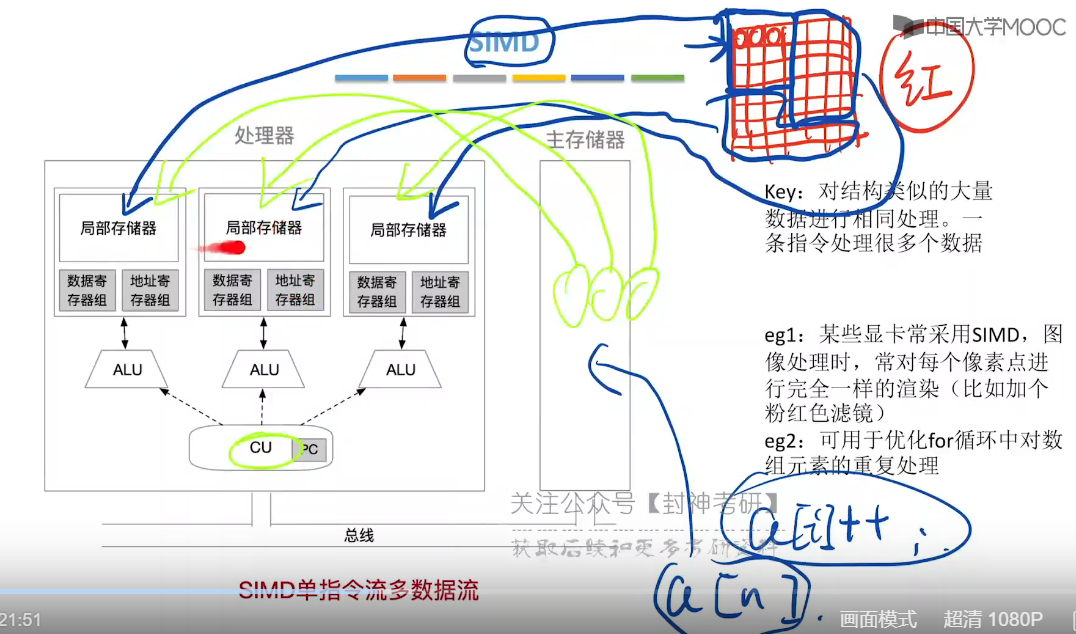 SIMD
中国大学MOOC
红
处理器
主存储器
局部存储器
局部存储器
局部存储器
数据寄
存器组
地址寄
存器组
数据寄
存器组
地址寄
存器组
数据寄
存器组
地址寄
存器组
ALU
ALU
ALU
CU
PC
Key：对结构类似的大量
数据进行相同处理。一
条指令处理很多个数据
eg1：某些显卡常采用SIMD，图
像处理时，常对每个像素点进
行完全一样的渲染（比如加个
粉红色滤镜）
eg2：可用于优化for循环中对数
组元素的重复处理
关注公众号【封神考研】
获取后续和更多考研资料
a[i]++;
总线
a[n].
SIMD单指令流多数据流
21:51
画面模式
超清 1080P